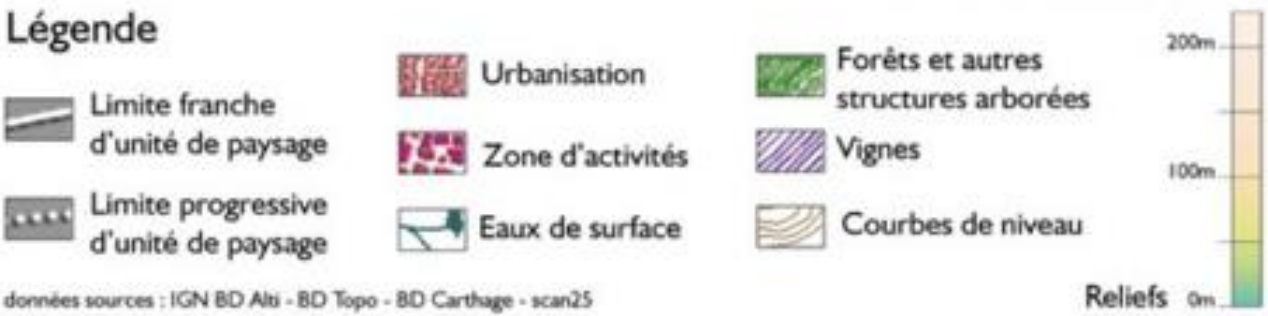 Légende
Limite franche
d'unité de paysage
Limite progressive
d'unité de paysage
Urbanisation
Zone d'activités
Eaux de surface
Forêts et autres
structures arborées
Vignes
Courbes de niveau
200m
100m
Reliefs 0m
données sources : IGN BD Alti - BD Topo - BD Carthage - scan25